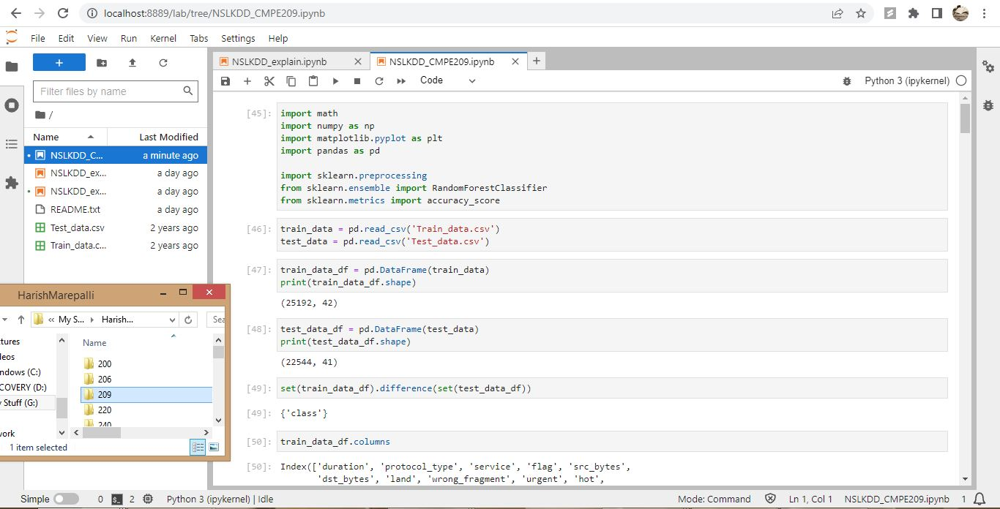 localhost:8889/lab/tree/NSLKDD_CMPE209.ipynb
File Edit View Run Kernel Tabs Settings Help
NSLKDD_explain.ipynb
NSLKDD_CMPE209.ipynb
Filter files by name
Code
Python 3 (ipykernel)
/
Name Last Modified
NSLKDD_C... a minute ago
NSLKDD_ex... a day ago
NSLKDD_ex... a day ago
README.txt a day ago
Test_data.csv 2 years ago
Train_data.c... 2 years ago
HarishMarepalli
« My S... Harish... Sea
tures
leos
ndows (C:)
COVERY (D:)
y Stuff (G:)
work
Name
200
206
209
220
240
1 item selected
[45]: import math
import numpy as np
import matplotlib.pyplot as plt
import pandas as pd
import sklearn.preprocessing
from sklearn.ensemble import RandomForestClassifier
from sklearn.metrics import accuracy_score
[46]: train_data = pd.read_csv('Train_data.csv')
test_data = pd.read_csv('Test_data.csv')
[47]: train_data_df = pd.DataFrame(train_data)
print(train_data_df.shape)
(25192, 42)
[48]: test_data_df = pd.DataFrame(test_data)
print(test_data_df.shape)
(22544, 41)
[49]: set(train_data_df).difference(set(test_data_df))
[49]: {'class'}
[50]: train_data_df.columns
[50]: Index(['duration', 'protocol_type', 'service', 'flag', 'src_bytes',
'dst_bytes', 'land', 'wrong_fragment', 'urgent', 'hot',
Simple 0 2 Python 3 (ipykernel) | Idle Mode: Command Ln 1, Col 1 NSLKDD_CMPE209.ipynb 1